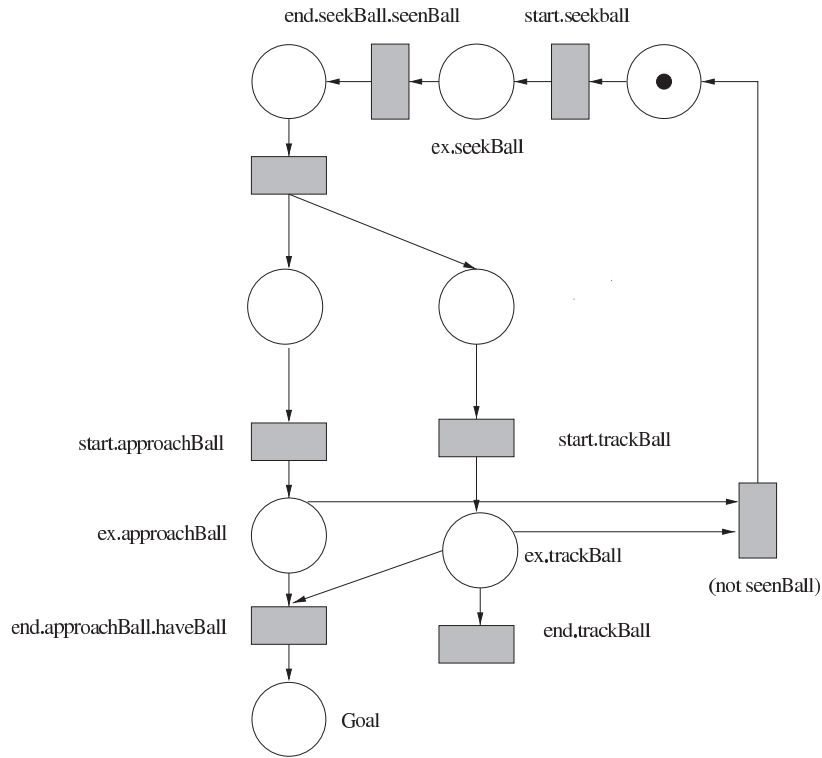 end.seekBall.seenBall
start.seekball
ex.seekBall
start.approachBall
start.trackBall
ex.approachBall
ex.trackBall
(not seenBall)
end.approachBall.haveBall
end.trackBall
Goal